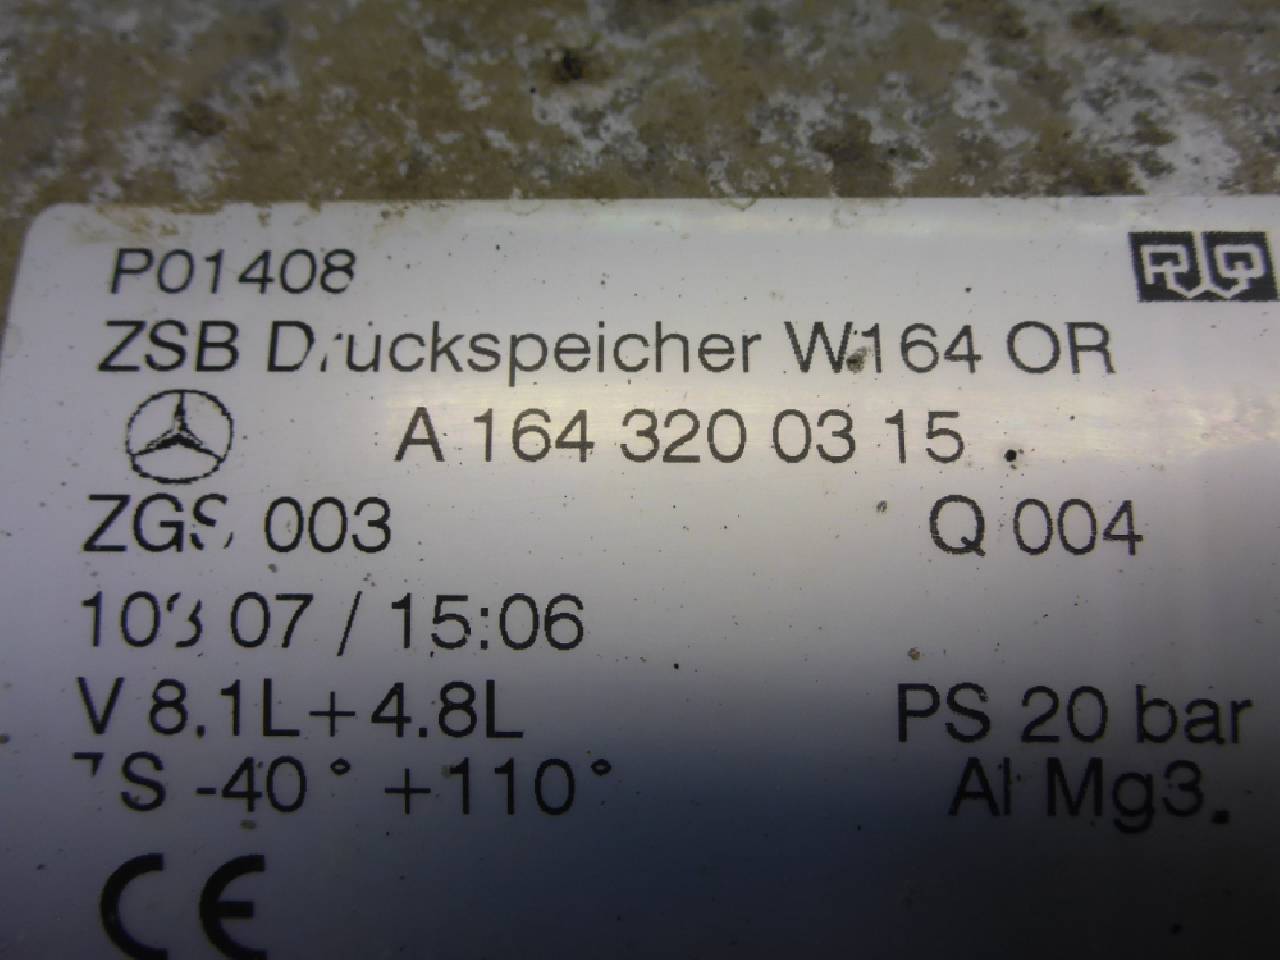 P01408
ZSB Druckspeicher W164 OR
A 164 320 03 15
ZGS 003 Q 004
07 / 15:06
V 8.1L+4.8L PS 20 bar
TS -40° +110° Al Mg3
CE